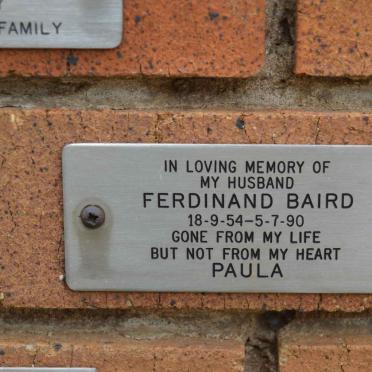 FAMILY
IN LOVING MEMORY OF
MY HUSBAND
FERDINAND BAIRD
18-9-54-5-7-90
GONE FROM MY LIFE
BUT NOT FROM MY HEART
PAULA